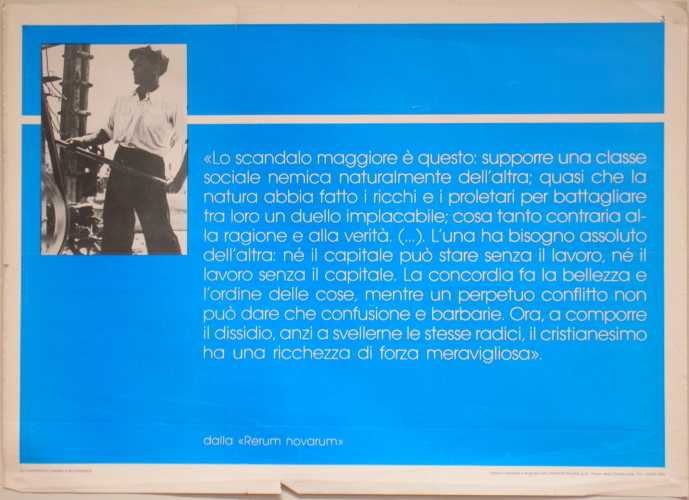 «Lo scandalo maggiore è questo: supporre una classe
sociale nemica naturalmente dell'altra; quasi che la
natura abbia fatto i ricchi e i proletari per battagliare
tra loro un duello implacabile; cosa tanto contraria al-
la ragione e alla verità. (...). L'una ha bisogno assoluto
dell'altra: né il capitale può stare senza il lavoro, né il
lavoro senza il capitale. La concordia fa la bellezza e
l'ordine delle cose, mentre un perpetuo conflitto non
può dare che confusione e barbarie. Ora, a comporre
il dissidio, anzi a svellerne le stesse radici, il cristianesimo
ha una ricchezza di forza meravigliosa».
dalla «Rerum novarum»